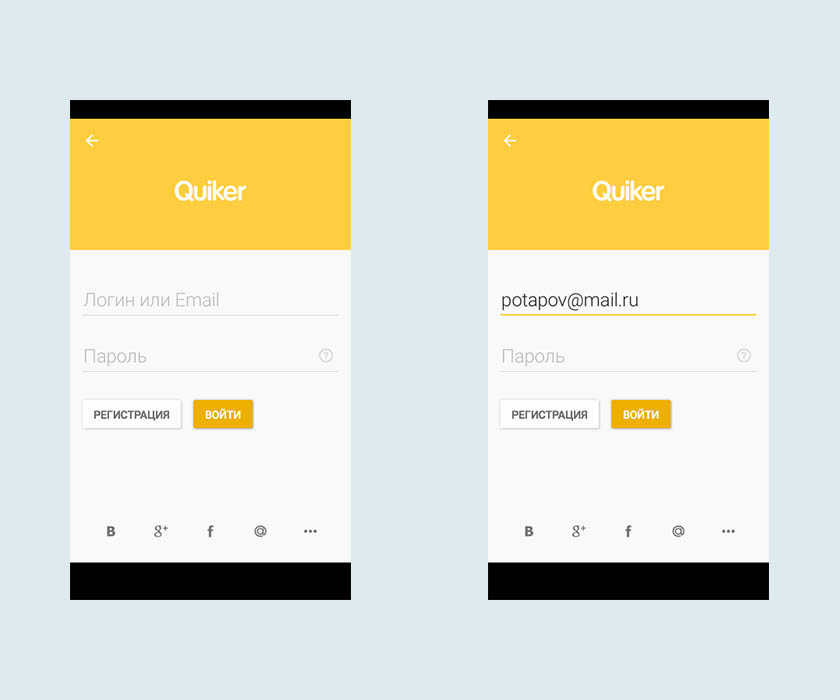 Quiker
Логин или Email
Пароль
?
РЕГИСТРАЦИЯ ВОЙТИ
B g+ f @ •••
Quiker
potapov@mail.ru
Пароль
?
РЕГИСТРАЦИЯ ВОЙТИ
B g+ f @ •••